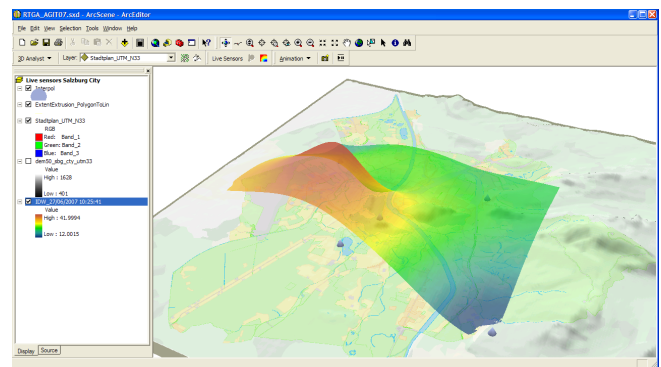 RTGA_AGIT07.sxd - ArcScene - ArcEditor
File Edit View Selection Tools Window Help
3D Analyst Layer: Stadtplan_UTM_N33 Live Sensors Animation
Live sensors Salzburg City
Interpol
ExtentExtrusion_PolygonToLin
Stadtplan_UTM_N33
RGB
Red: Band_1
Green: Band_2
Blue: Band_3
dem50_sbg_cty_utm33
Value
High : 1628
Low : 401
IDW_27/06/2007 10:25:41
Value
High : 41.9994
Low : 12.0015
Display Source